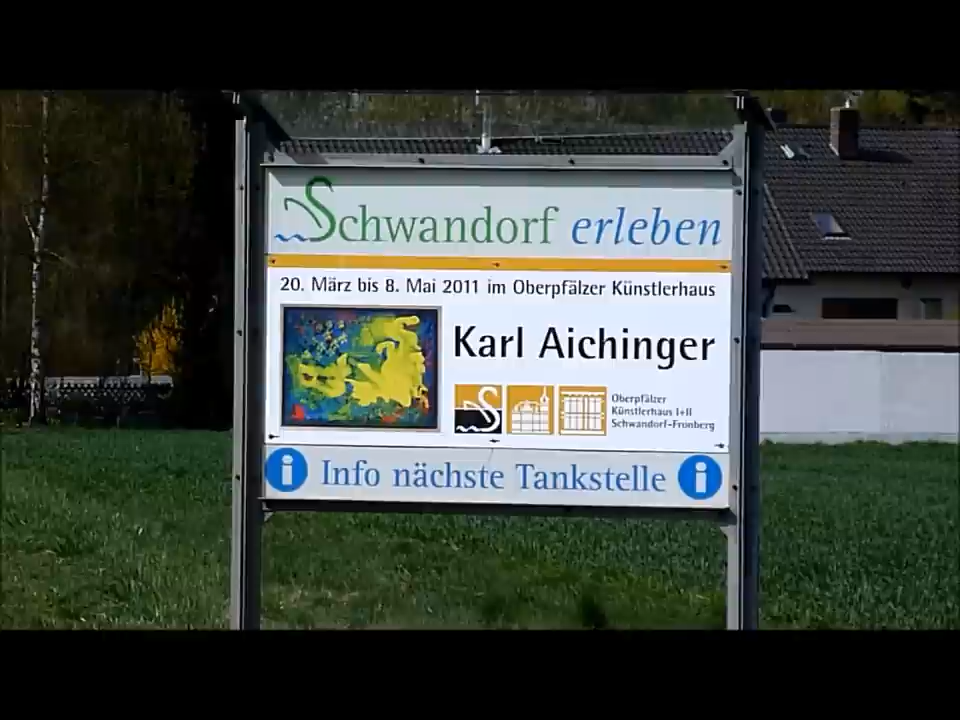 Schwandorf erleben
20. März bis 8. Mai 2011 im Oberpfälzer Künstlerhaus
Karl Aichinger
Oberpfälzer
Künstlerhaus I+II
Schwandorf-Fronberg
i Info nächste Tankstelle i